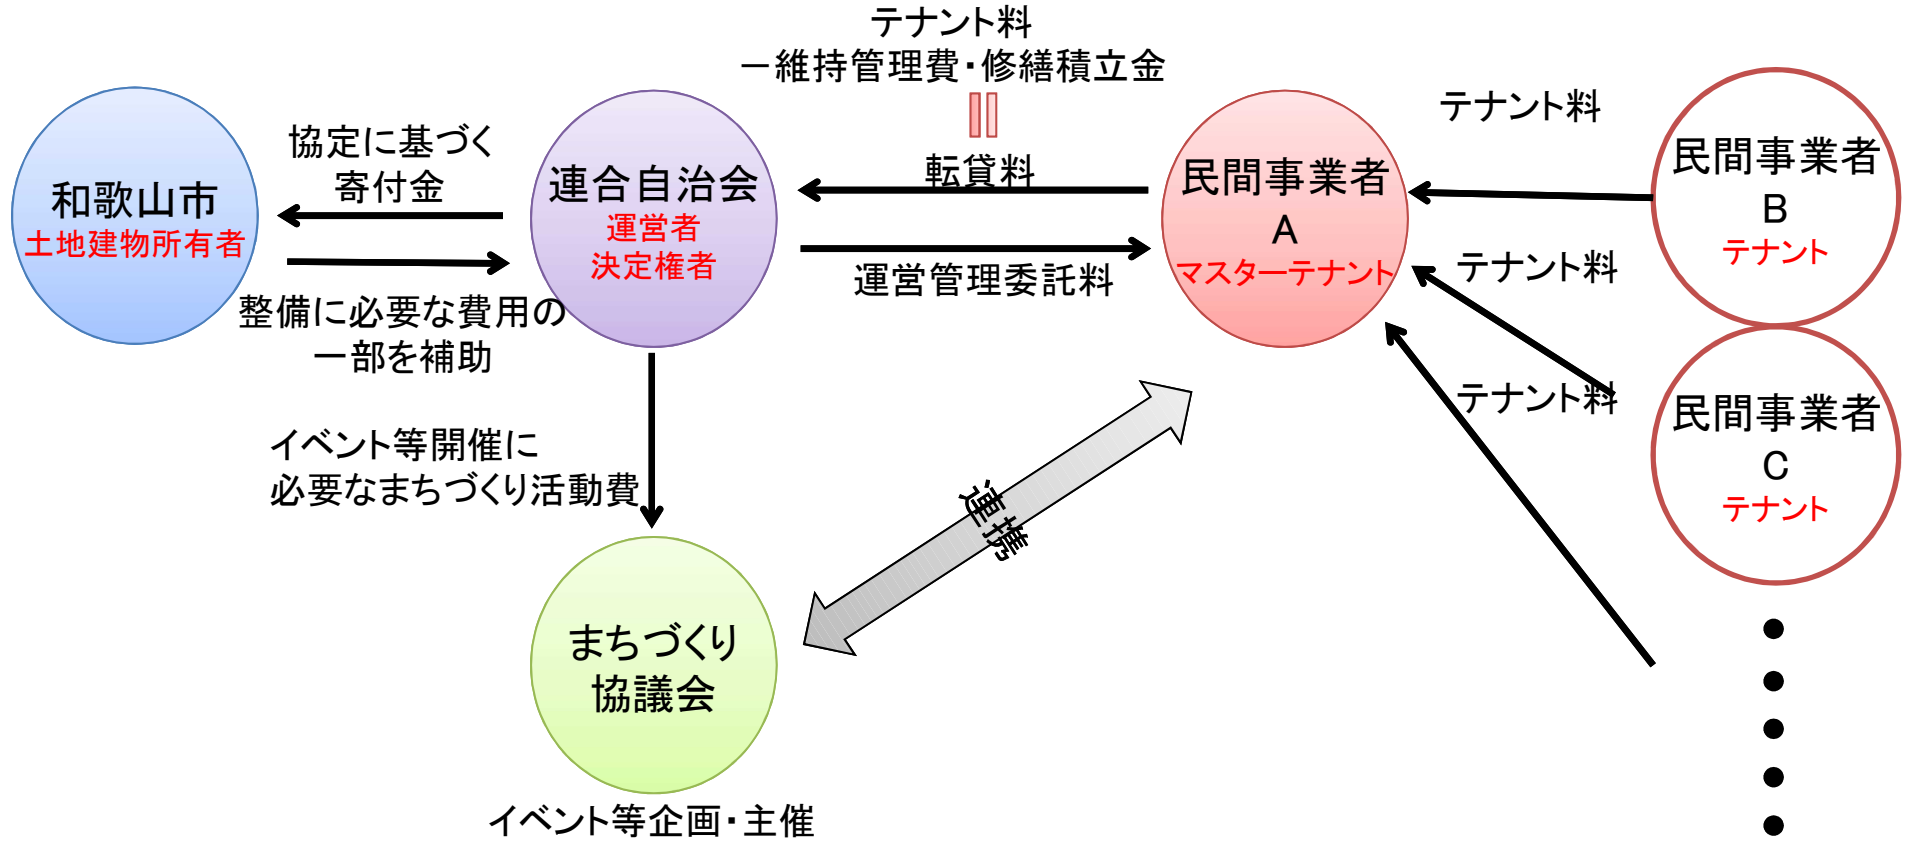 テナント料
－維持管理費・修繕積立金
転貸料
運営管理委託料
和歌山市
土地建物所有者
協定に基づく
寄付金
整備に必要な費用の
一部を補助
連合自治会
運営者
決定権者
イベント等開催に
必要なまちづくり活動費
まちづくり
協議会
イベント等企画・主催
連携
民間事業者
A
マスターテナント
テナント料
テナント料
テナント料
民間事業者
B
テナント
民間事業者
C
テナント